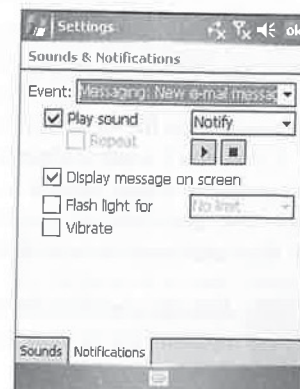 Settings ok
Sounds & Notifications
Event: Messaging: New e-mail messag
Play sound Notify
Repeat
Display message on screen
Flash light for No limit
Vibrate
Sounds Notifications